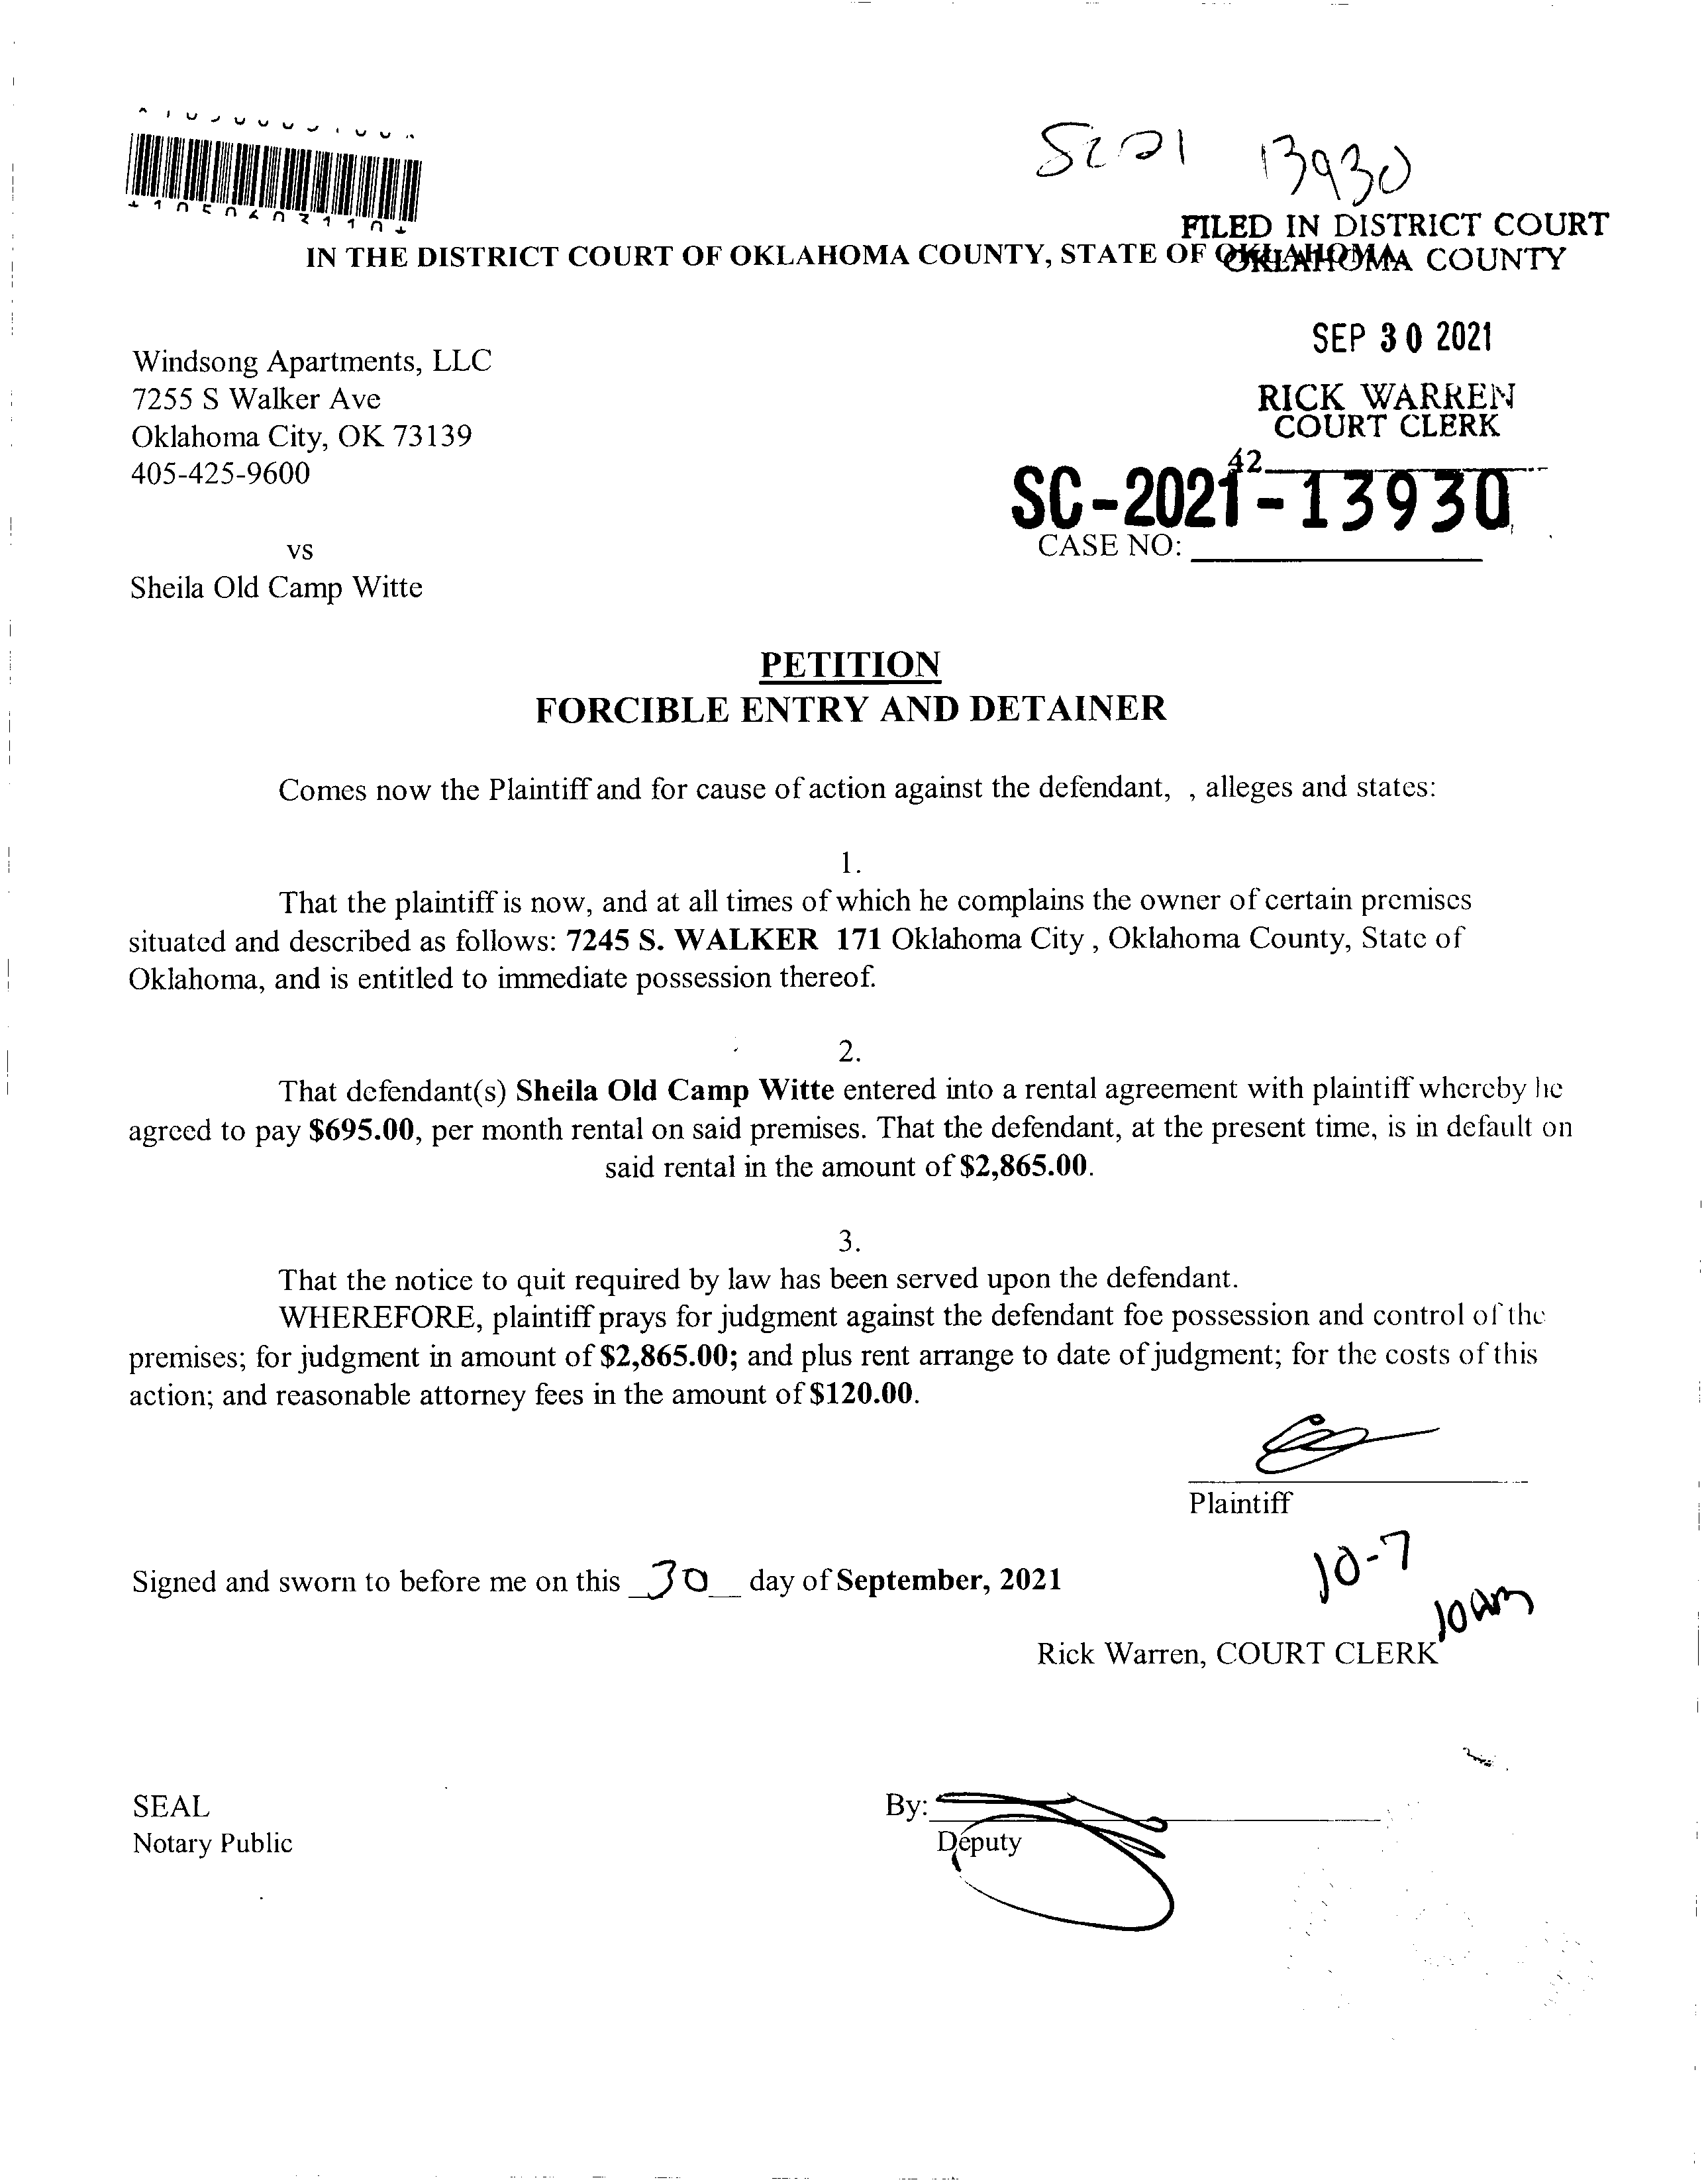 SC21 13930
FILED IN DISTRICT COURT
OKLAHOMA COUNTY
IN THE DISTRICT COURT OF OKLAHOMA COUNTY, STATE OF OKLAHOMA
SEP 30 2021
Windsong Apartments, LLC
7255 S Walker Ave
RICK WARREN
COURT CLERK
Oklahoma City, OK 73139
405-425-9600
42
SC-2021-13930
CASE NO:
vs
Sheila Old Camp Witte
PETITION
FORCIBLE ENTRY AND DETAINER
Comes now the Plaintiff and for cause of action against the defendant, , alleges and states:
1.
That the plaintiff is now, and at all times of which he complains the owner of certain premises
situated and described as follows: 7245 S. WALKER 171 Oklahoma City , Oklahoma County, State of
Oklahoma, and is entitled to immediate possession thereof.
2.
That defendant(s) Sheila Old Camp Witte entered into a rental agreement with plaintiff whereby he
agreed to pay $695.00, per month rental on said premises. That the defendant, at the present time, is in default on
said rental in the amount of $2,865.00.
3.
That the notice to quit required by law has been served upon the defendant.
WHEREFORE, plaintiff prays for judgment against the defendant foe possession and control of the
premises; for judgment in amount of $2,865.00; and plus rent arrange to date of judgment; for the costs of this
action; and reasonable attorney fees in the amount of $120.00.
Plaintiff
10-7
10am
Signed and sworn to before me on this 30 day of September, 2021
Rick Warren, COURT CLERK
SEAL
Notary Public
By:
Deputy